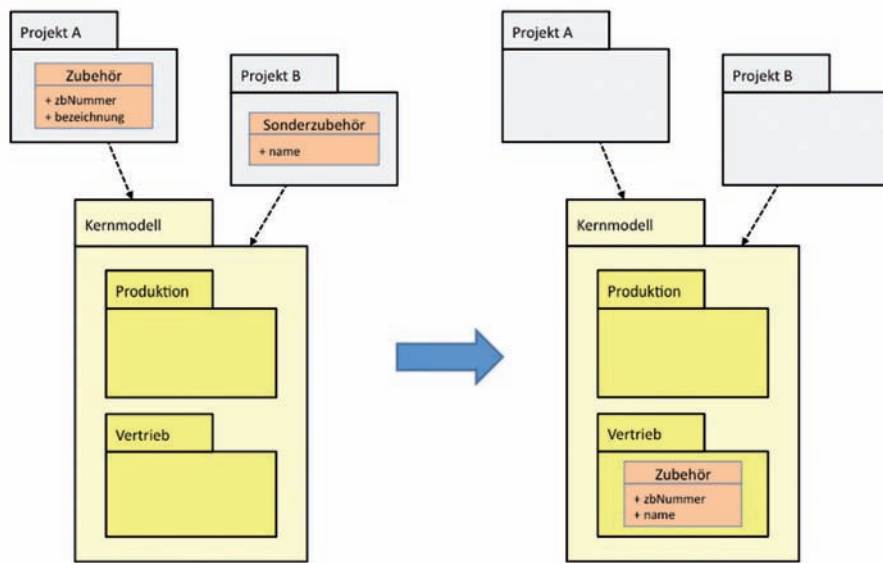 Projekt A
Zubehör
+ zbNummer
+ bezeichnung
Projekt B
Sonderzubehör
+ name
Kernmodell
Produktion
Vertrieb
Projekt A
Projekt B
Kernmodell
Produktion
Vertrieb
Zubehör
+ zbNummer
+ name